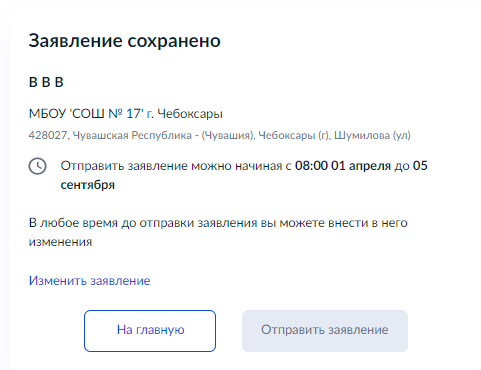 Заявление сохранено
В В В
МБОУ 'СОШ № 17' г. Чебоксары
428027, Чувашская Республика - (Чувашия), Чебоксары (г), Шумилова (ул)
Отправить заявление можно начиная с 08:00 01 апреля до 05
сентября
В любое время до отправки заявления вы можете внести в него
изменения
Изменить заявление
На главную
Отправить заявление